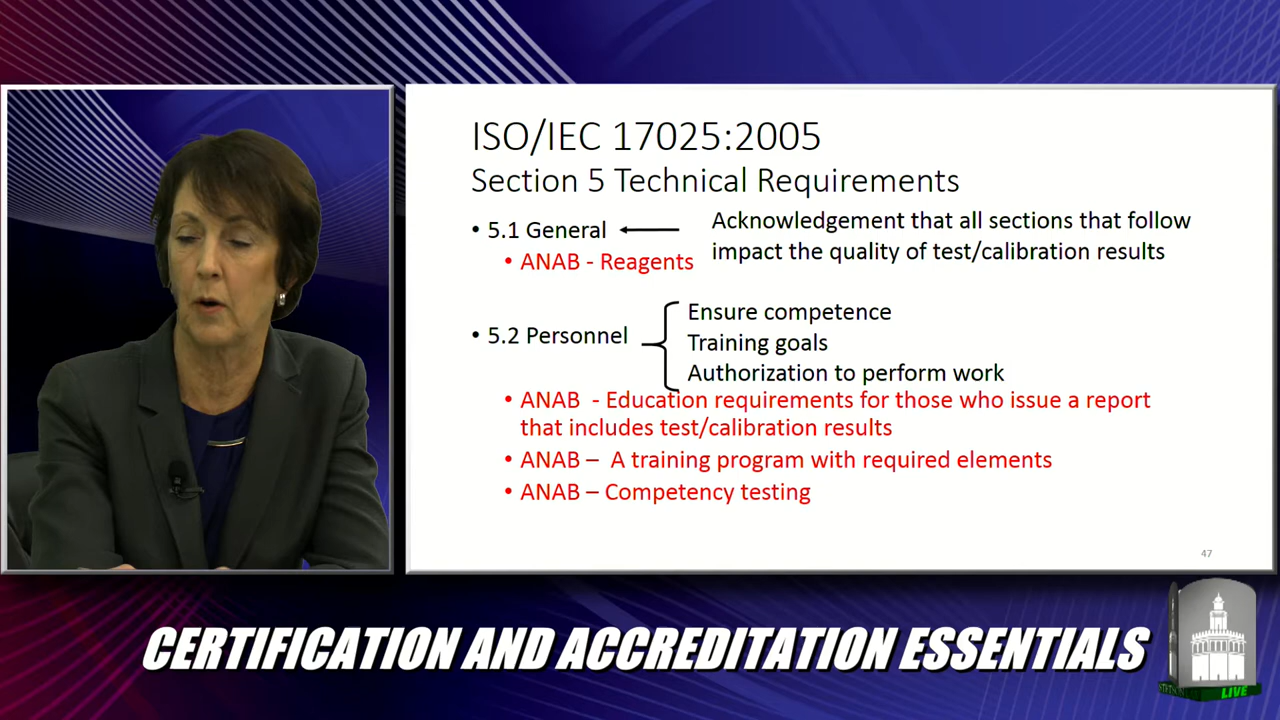 ISO/IEC 17025:2005
Section 5 Technical Requirements
• 5.1 General
Acknowledgement that all sections that follow
impact the quality of test/calibration results
• ANAB - Reagents
• 5.2 Personnel
Ensure competence
Training goals
Authorization to perform work
• ANAB - Education requirements for those who issue a report
that includes test/calibration results
• ANAB – A training program with required elements
• ANAB – Competency testing
47
CERTIFICATION AND ACCREDITATION ESSENTIALS
LIVE